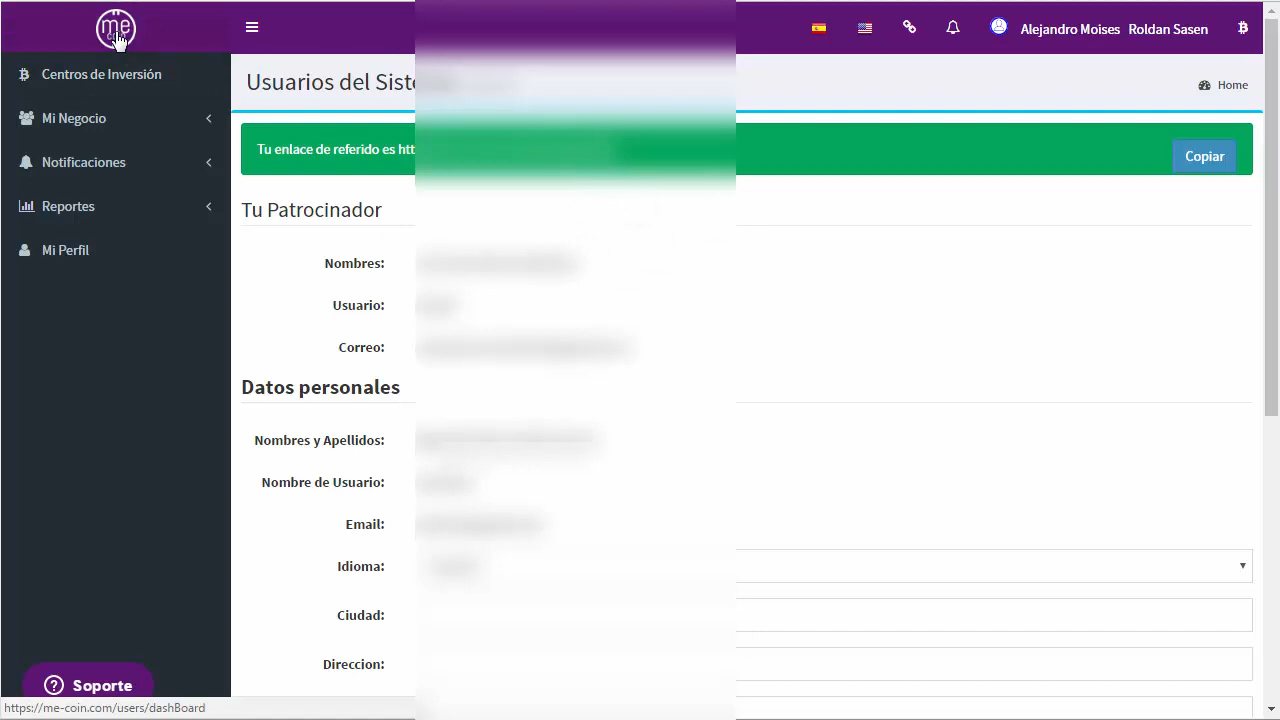 me
Alejandro Moises Roldan Sasen
Centros de Inversión
Mi Negocio
Notificaciones
Reportes
Mi Perfil
Soporte
https://me-coin.com/users/dashBoard
Usuarios del
Home
Tu enlace de referido es
Copiar
Tu Patrocinador
Nombres:
Usuario:
Correo:
Datos personales
Nombres y Apellidos:
Nombre de Usuario:
Email:
Idioma:
Ciudad:
Direccion: